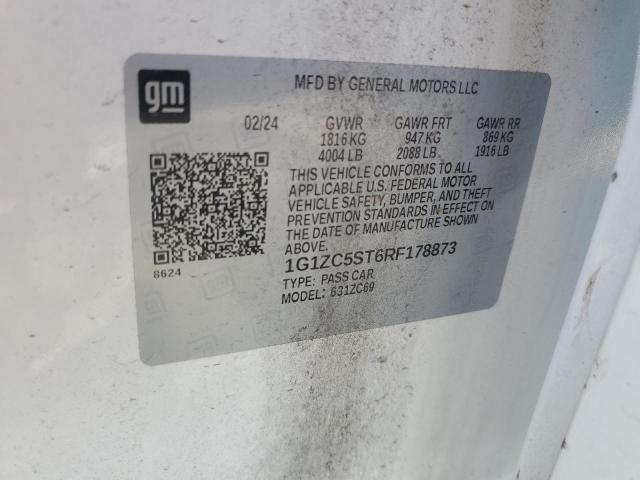 gm
MFD BY GENERAL MOTORS LLC
02/24 GVWR GAWR FRT GAWR RR
1816 KG 947 KG 869 KG
4004 LB 2088 LB 1916 LB
THIS VEHICLE CONFORMS TO ALL
APPLICABLE U.S. FEDERAL MOTOR
VEHICLE SAFETY, BUMPER, AND THEFT
PREVENTION STANDARDS IN EFFECT ON
THE DATE OF MANUFACTURE SHOWN
ABOVE.
8624
1G1ZC5ST6RF178873
TYPE: PASS CAR
MODEL: 631ZC69